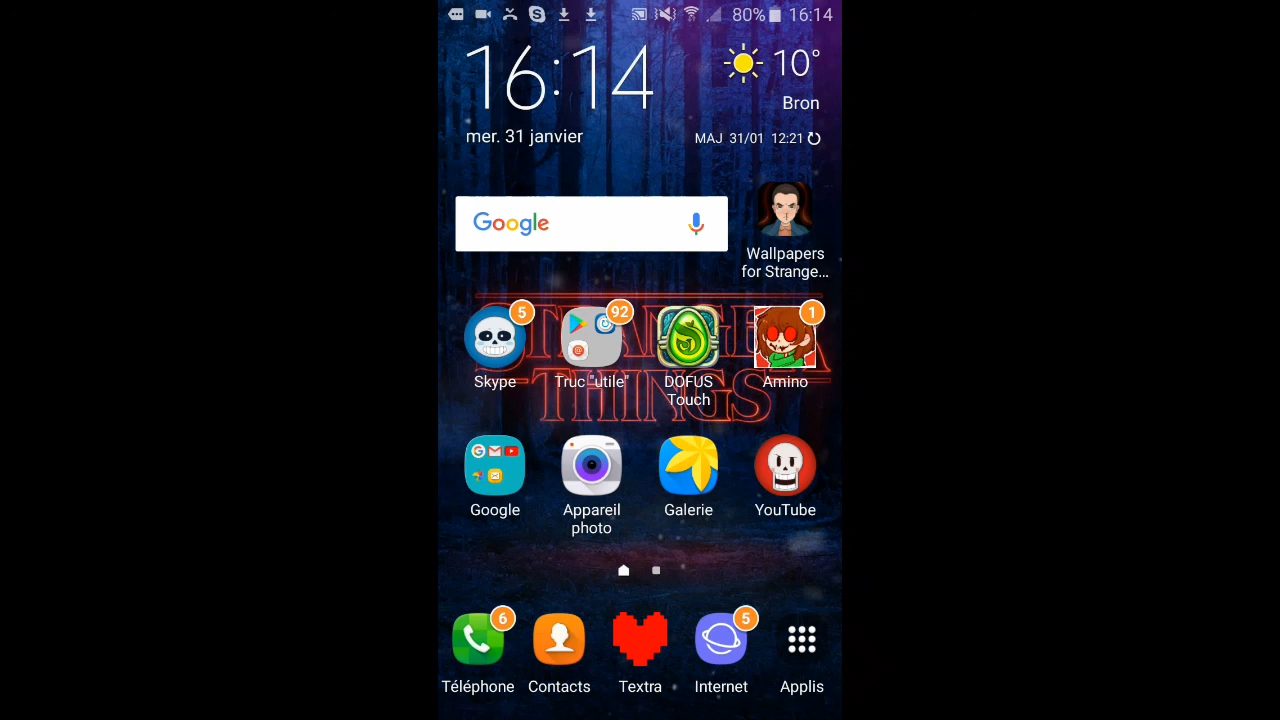 80% 16:14
16:14
10°
Bron
mer. 31 janvier
MAJ 31/01 12:21
Google
Wallpapers
for Strange...
STRANGER
THINGS
5
92
1
Skype
Truc "utile"
DOFUS
Touch
Amino
Google
Appareil
photo
Galerie
YouTube
6
5
Téléphone
Contacts
Textra
Internet
Applis